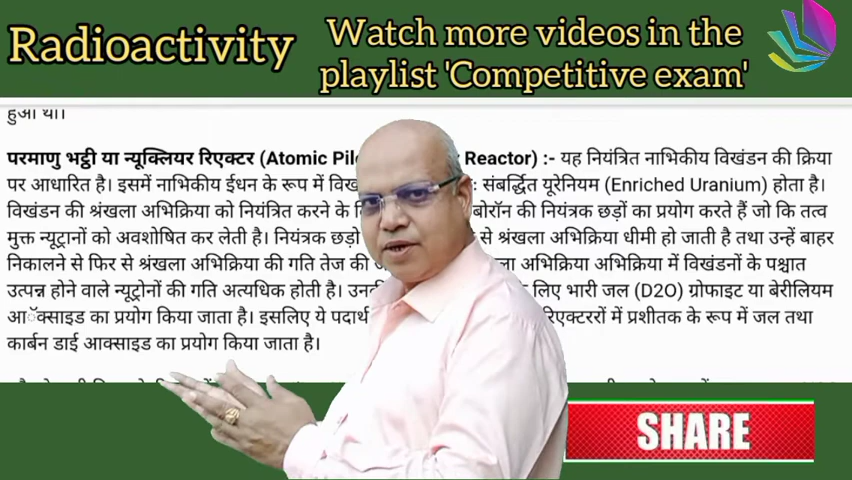 Radioactivity
Watch more videos in the
playlist 'Competitive exam'
हुआ था।
परमाणु भट्ठी या न्यूक्लियर रिएक्टर (Atomic Reactor) :- यह नियंत्रित नाभिकीय विखंडन की क्रिया
पर आधारित है। इसमें नाभिकीय ईधन के रूप में संबर्द्धित यूरेनियम (Enriched Uranium) होता है।
विखंडन की श्रंखला अभिक्रिया को नियंत्रित करने के बोरॉन की नियंत्रक छड़ों का प्रयोग करते हैं जो कि तत्व
मुक्त न्यूट्रानों को अवशोषित कर लेती है। नियंत्रक छड़ो से श्रंखला अभिक्रिया धीमी हो जाती है तथा उन्हें बाहर
निकालने से फिर से श्रंखला अभिक्रिया की गति तेज की अभिक्रिया अभिक्रिया में विखंडनों के पश्चात
उत्पन्न होने वाले न्यूट्रोनों की गति अत्यधिक होती है। लिए भारी जल (D2O) ग्रोफाइट या बेरीलियम
आॅक्साइड का प्रयोग किया जाता है। इसलिए ये पदार्थ रिएक्टररों में प्रशीतक के रूप में जल तथा
कार्बन डाई आक्साइड का प्रयोग किया जाता है।
SHARE